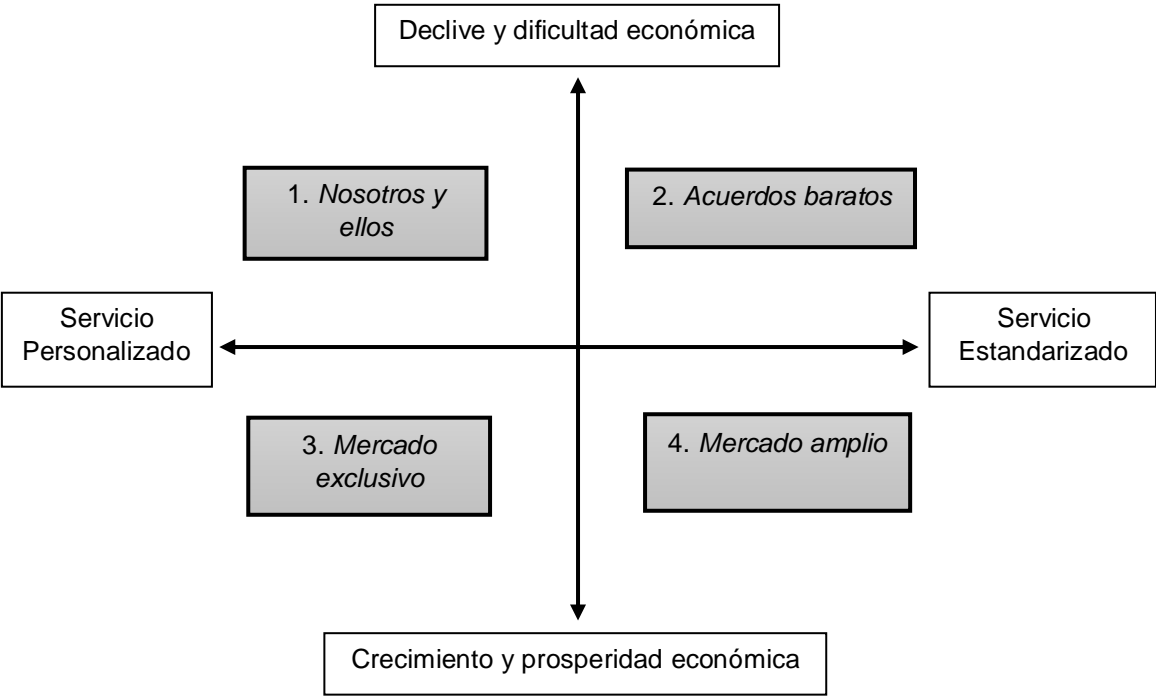 Declive y dificultad económica
1. Nosotros y
ellos
2. Acuerdos baratos
Servicio
Personalizado
Servicio
Estandarizado
3. Mercado
exclusivo
4. Mercado amplio
Crecimiento y prosperidad económica